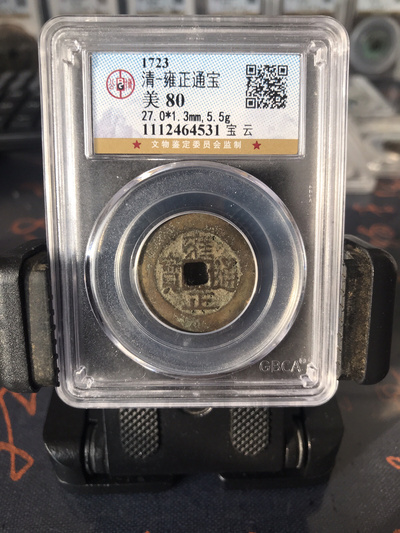 1723
清-雍正通宝
美 80
27.0*1.3mm,5.5g
1112464531 宝 云
★ 文物鉴定委员会监制 ★
雍
通 寳
正
GBCA